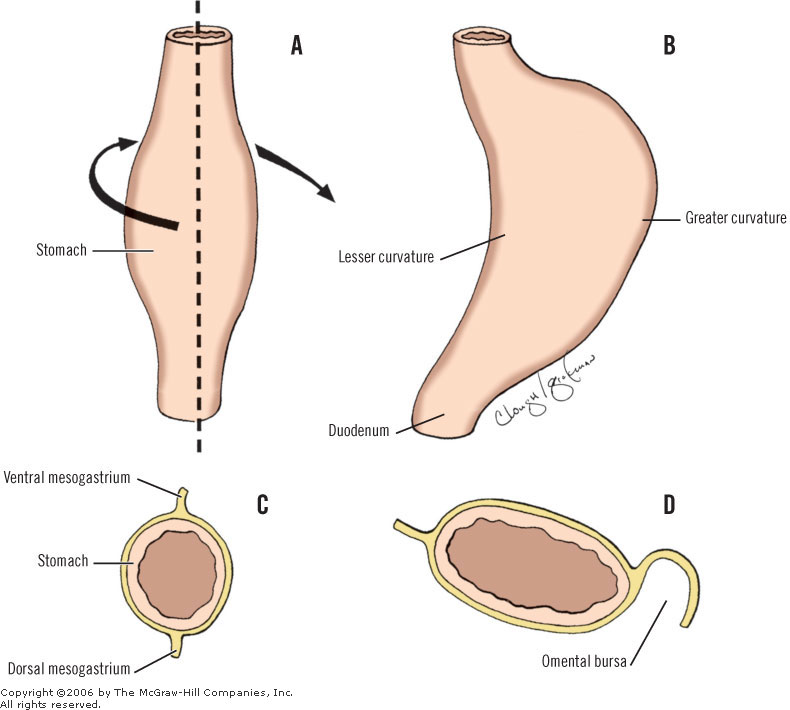 A
B
Stomach
Greater curvature
Lesser curvature
Duodenum
Ventral mesogastrium
C
D
Stomach
Omental bursa
Dorsal mesogastrium
Copyright ©2006 by The McGraw-Hill Companies, Inc.
All rights reserved.